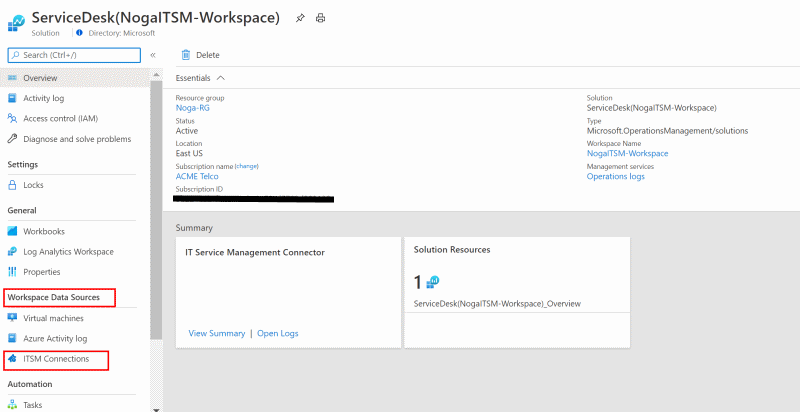 ServiceDesk(NogaITSM-Workspace)
Solution | Directory: Microsoft
Search (Ctrl+/)
Overview
Activity log
Access control (IAM)
Diagnose and solve problems
Settings
Locks
General
Workbooks
Log Analytics Workspace
Properties
Workspace Data Sources
Virtual machines
Azure Activity log
ITSM Connections
Automation
Tasks
Delete
Essentials
Resource group
Noga-RG
Status
Active
Location
East US
Subscription name (change)
ACME Telco
Subscription ID
Solution
ServiceDesk(NogaITSM-Workspace)
Type
Microsoft.OperationsManagement/solutions
Workspace Name
NogaITSM-Workspace
Management services
Operations logs
Summary
IT Service Management Connector
View Summary | Open Logs
Solution Resources
1
ServiceDesk(NogaITSM-Workspace)_Overview